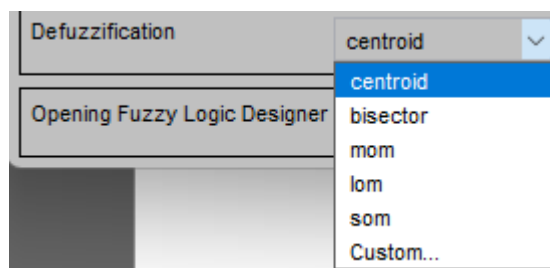 Defuzzification
centroid
centroid
bisector
mom
lom
som
Custom...
Opening Fuzzy Logic Designer